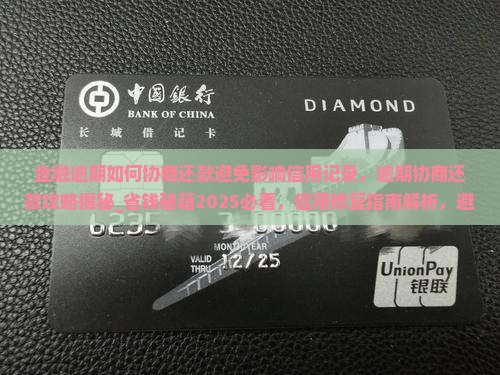 中国銀行
BANK OF CHINA
DIAMOND
长城借记卡
金融逾期如何协商还款避免影响信用记录，逾期协商还
款攻略揭秘_省钱秘籍2025必看，信用修复指南解析，避
6235
MONTH/YEAR
VALID THRU 12/25
UnionPay
银联